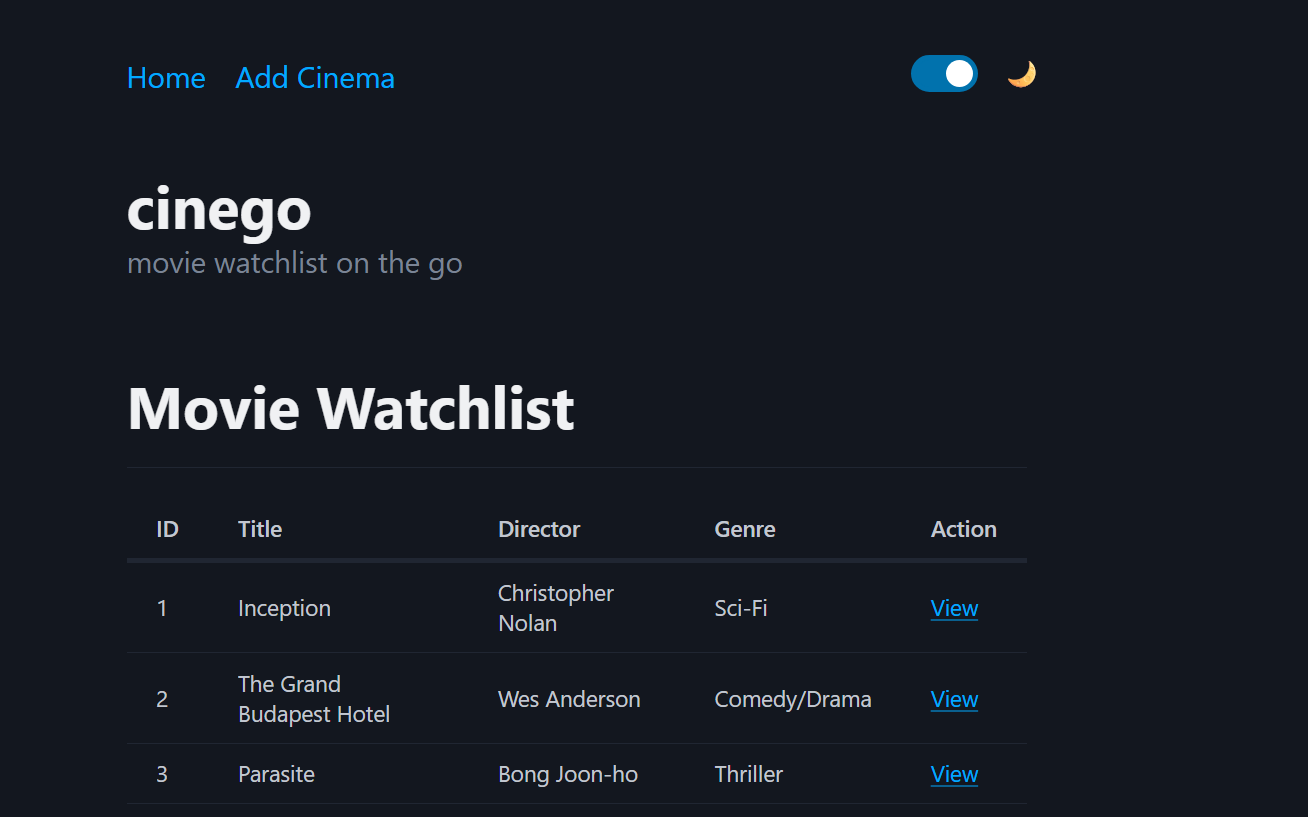 Home Add Cinema
cinego
movie watchlist on the go
Movie Watchlist
ID Title Director Genre Action
1 Inception Christopher Nolan Sci-Fi View
2 The Grand Budapest Hotel Wes Anderson Comedy/Drama View
3 Parasite Bong Joon-ho Thriller View